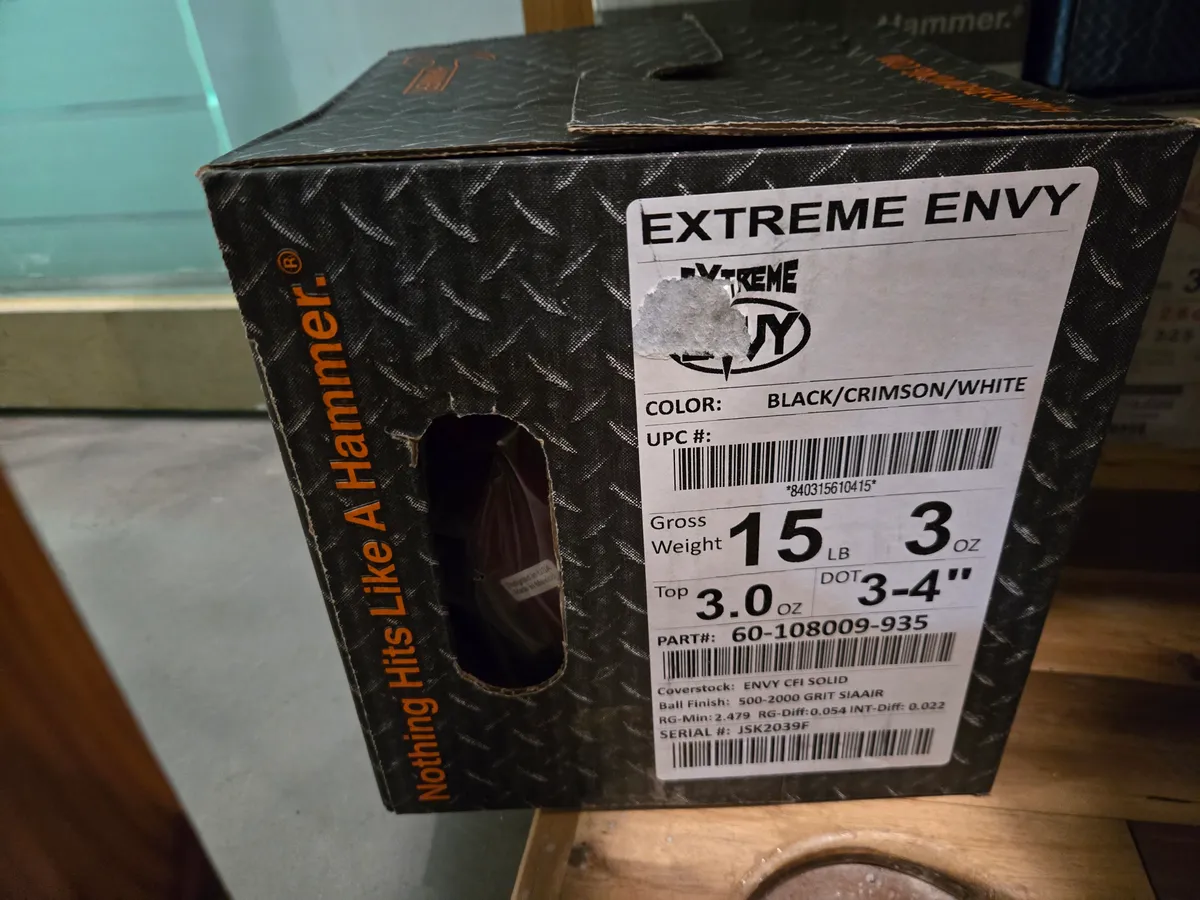 Hammer.®
Nothing Hits Like A Hammer.®
EXTREME ENVY
EXTREME
COLOR: BLACK/CRIMSON/WHITE
UPC #:
*840315610415*
Gross Weight 15 LB 3 OZ
Top 3.0 OZ DOT 3-4"
PART#: 60-108009-935
Coverstock: ENVY CFI SOLID
Ball Finish: 500-2000 GRIT SIAAIR
RG-Min: 2.479 RG-Diff: 0.054 INT-Diff: 0.022
SERIAL #: JSK2039F